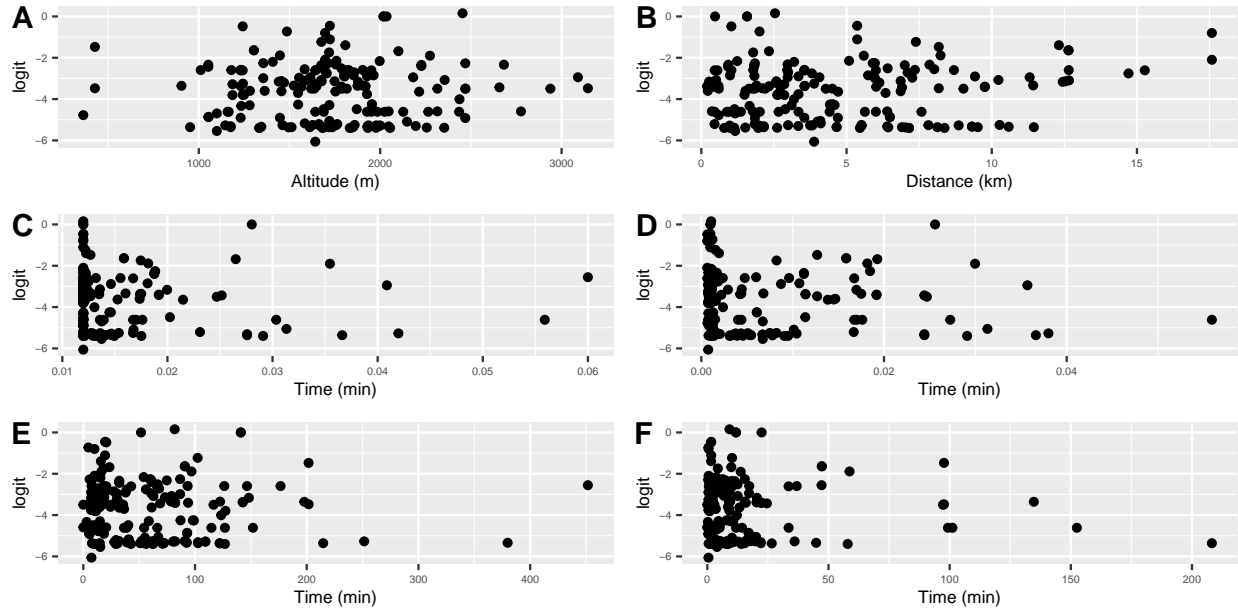 A
logit
0
−2
−4
−6
1000
2000
3000
Altitude (m)
B
logit
0
−2
−4
−6
0
5
10
15
Distance (km)
C
logit
0
−2
−4
−6
0.01
0.02
0.03
0.04
0.05
0.06
Time (min)
D
logit
0
−2
−4
−6
0.00
0.02
0.04
Time (min)
E
logit
0
−2
−4
−6
0
100
200
300
400
Time (min)
F
logit
0
−2
−4
−6
0
50
100
150
200
Time (min)